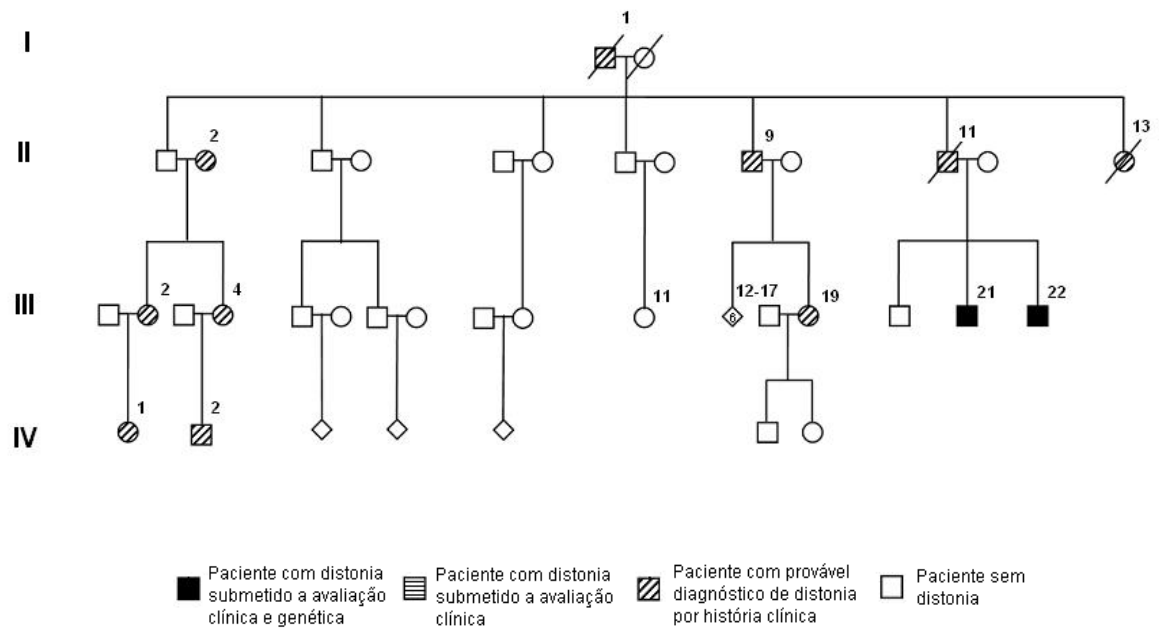 1
I
2
9
11
13
II
2
4
11
12-17
19
21
22
III
6
1
2
IV
Paciente com distonia
submetido a avaliação
clínica e genética
Paciente com distonia
submetido a avaliação
clínica
Paciente com provável
diagnóstico de distonia
por história clínica
Paciente sem
distonia